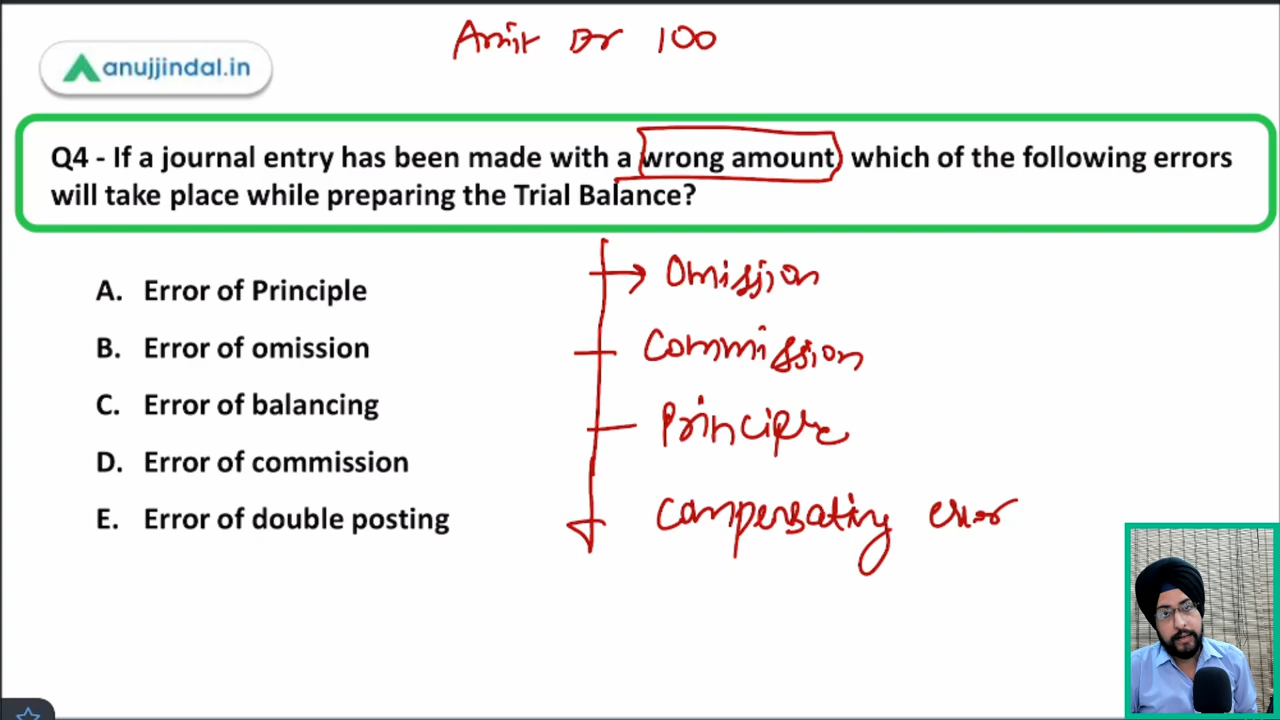 Amit Dr 100
anujjindal.in
Q4 - If a journal entry has been made with a wrong amount, which of the following errors
will take place while preparing the Trial Balance?
A. Error of Principle
B. Error of omission
C. Error of balancing
D. Error of commission
E. Error of double posting
Omission
Commission
Principle
Compensating error